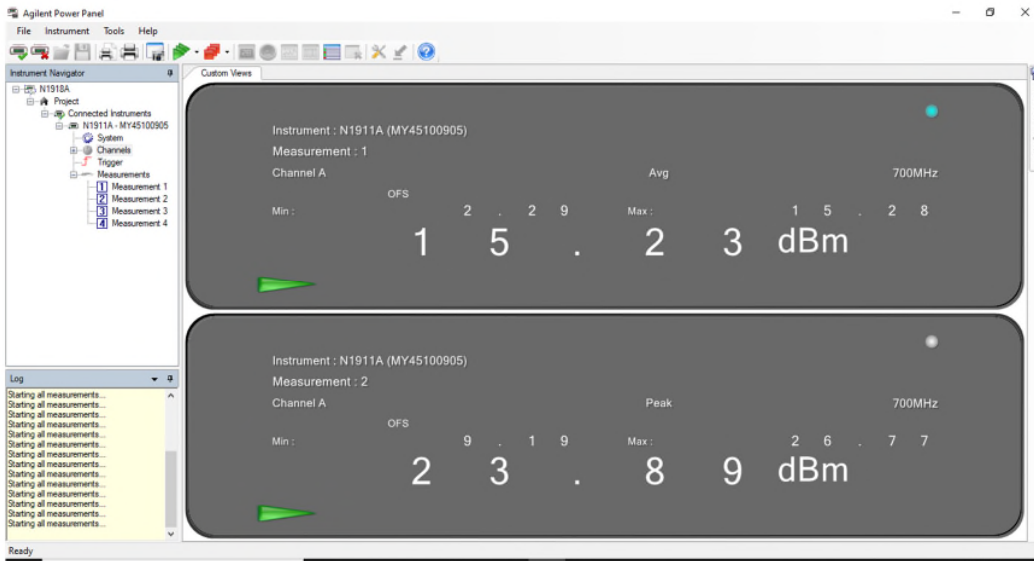 Agilent Power Panel
File Instrument Tools Help
Instrument Navigator
N1918A
Project
Connected Instruments
N1911A - MY45100905
System
Channels
Trigger
Measurements
1 Measurement 1
2 Measurement 2
3 Measurement 3
4 Measurement 4
Log
Starting all measurements...
Starting all measurements...
Starting all measurements...
Starting all measurements...
Starting all measurements...
Starting all measurements...
Starting all measurements...
Starting all measurements...
Starting all measurements...
Starting all measurements...
Starting all measurements...
Starting all measurements...
Starting all measurements...
Starting all measurements...
Custom Views
Instrument : N1911A (MY45100905)
Measurement : 1
Channel A Avg 700MHz
OFS
Min : 2 . 2 9 Max : 1 5 . 2 8
1 5 . 2 3 dBm
Instrument : N1911A (MY45100905)
Measurement : 2
Channel A Peak 700MHz
OFS
Min : 9 . 1 9 Max : 2 6 . 7 7
2 3 . 8 9 dBm
Ready